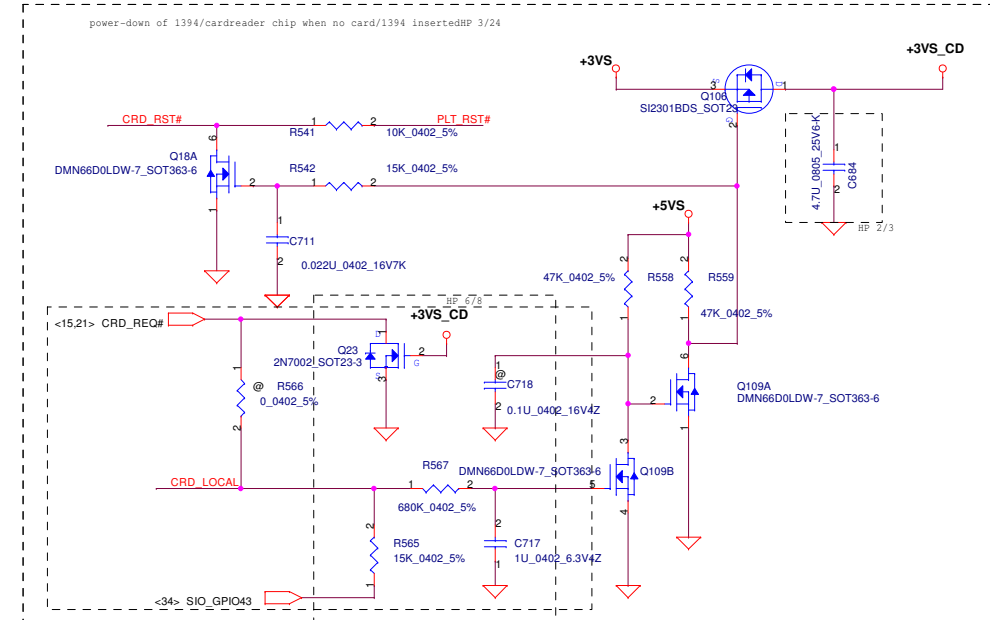 power-down of 1394/cardreader chip when no card/1394 insertedHP 3/24
+3VS
+3VS_CD
S
3
D
1
Q106
SI2301BDS_SOT23
G
2
CRD_RST#
1
2
PLT_RST#
R541
10K_0402_5%
6
Q18A
DMN66D0LDW-7_SOT363-6
2
1
R542
1
2
15K_0402_5%
4.7U_0805_25V6-K
1
2
C684
HP 2/3
1
C711
2
0.022U_0402_16V7K
+5VS
2
2
47K_0402_5%
R558
R559
1
1
47K_0402_5%
HP 6/8
<15,21> CRD_REQ#
+3VS_CD
D
1
Q23
2N7002_SOT23-3
2
G
S
3
1
@
R566
0_0402_5%
2
1
@
C718
2
0.1U_0402_16V4Z
6
Q109A
DMN66D0LDW-7_SOT363-6
2
1
3
DMN66D0LDW-7_SOT363-6
Q109B
5
4
CRD_LOCAL
R567
1
2
680K_0402_5%
2
R565
15K_0402_5%
1
2
C717
1U_0402_6.3V4Z
1
<34> SIO_GPIO43